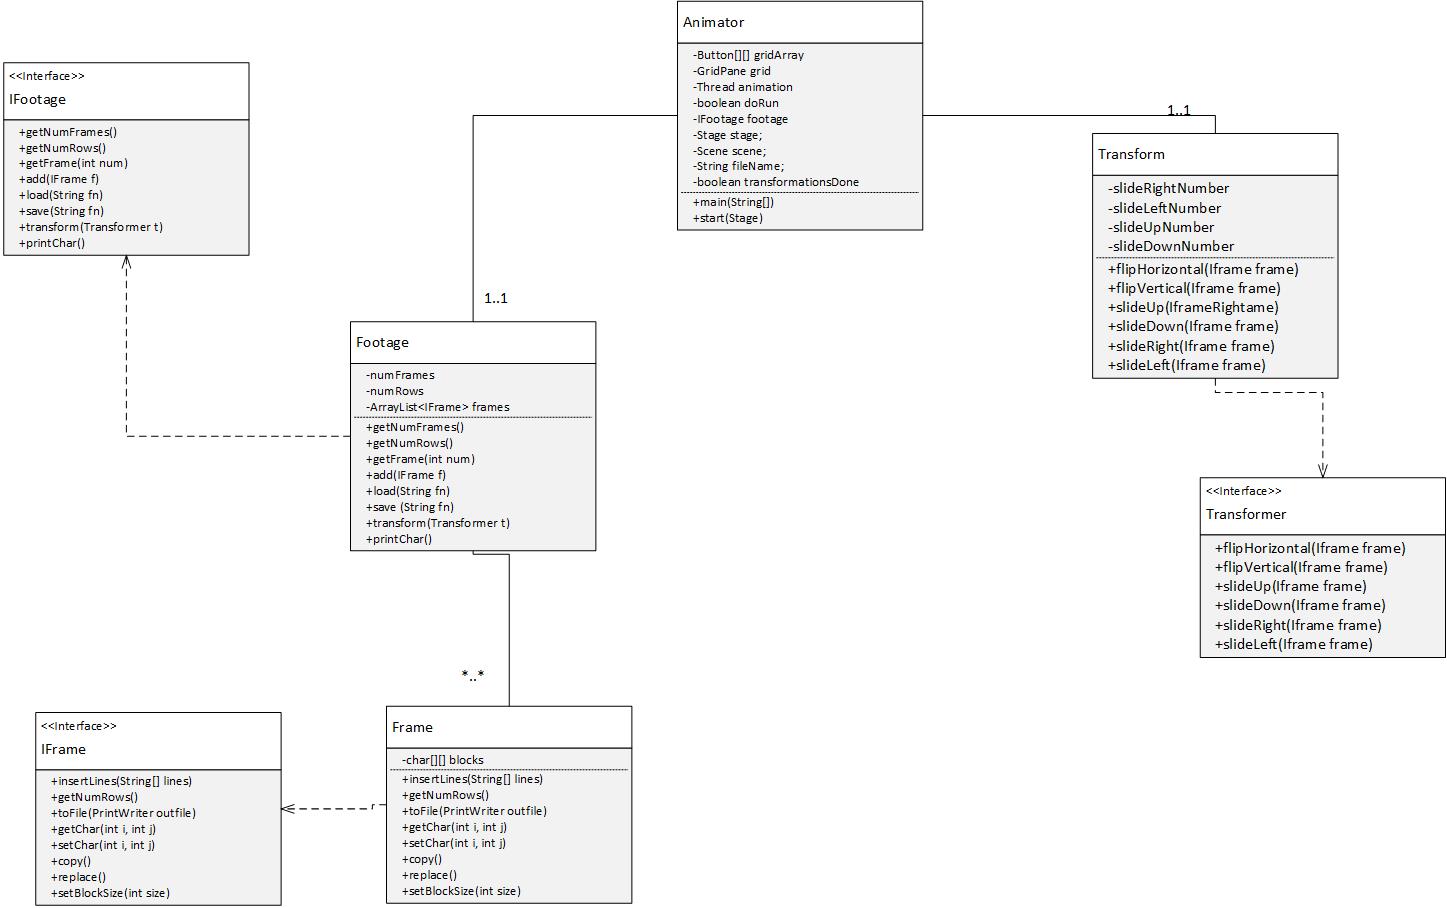 Animator
-Button[][] gridArray
-GridPane grid
-Thread animation
-boolean doRun
-IFootage footage
-Stage stage;
-Scene scene;
-String fileName;
-boolean transformationsDone
+main(String[])
+start(Stage)
<<Interface>>
IFootage
+getNumFrames()
+getNumRows()
+getFrame(int num)
+add(IFrame f)
+load(String fn)
+save(String fn)
+transform(Transformer t)
+printChar()
1..1
Transform
-slideRightNumber
-slideLeftNumber
-slideUpNumber
-slideDownNumber
+flipHorizontal(Iframe frame)
+flipVertical(Iframe frame)
+slideUp(IframeRightame)
+slideDown(Iframe frame)
+slideRight(Iframe frame)
+slideLeft(Iframe frame)
1..1
Footage
-numFrames
-numRows
-ArrayList<IFrame> frames
+getNumFrames()
+getNumRows()
+getFrame(int num)
+add(IFrame f)
+load(String fn)
+save (String fn)
+transform(Transformer t)
+printChar()
<<Interface>>
Transformer
+flipHorizontal(Iframe frame)
+flipVertical(Iframe frame)
+slideUp(Iframe frame)
+slideDown(Iframe frame)
+slideRight(Iframe frame)
+slideLeft(Iframe frame)
*..*
<<Interface>>
IFrame
+insertLines(String[] lines)
+getNumRows()
+toFile(PrintWriter outfile)
+getChar(int i, int j)
+setChar(int i, int j)
+copy()
+replace()
+setBlockSize(int size)
Frame
-char[][] blocks
+insertLines(String[] lines)
+getNumRows()
+toFile(PrintWriter outfile)
+getChar(int i, int j)
+setChar(int i, int j)
+copy()
+replace()
+setBlockSize(int size)